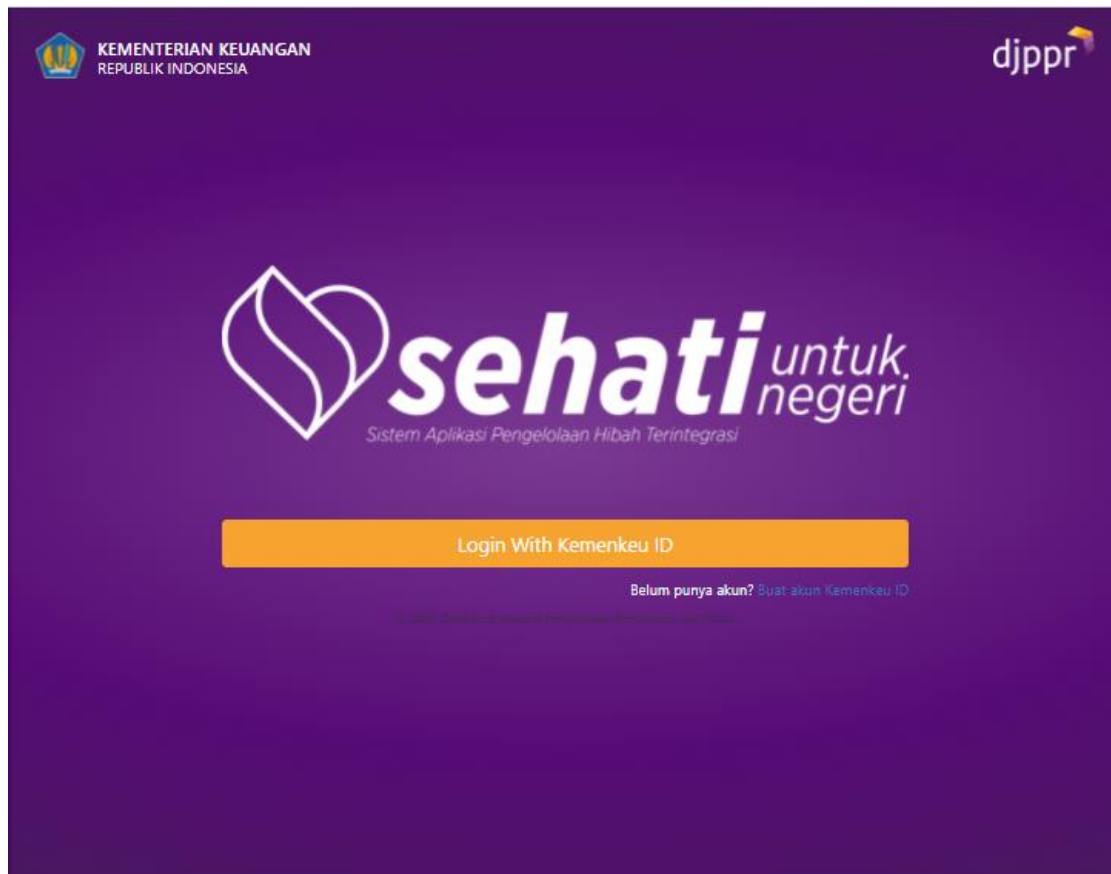 KEMENTERIAN KEUANGAN
REPUBLIK INDONESIA
djppr
sehati untuk negeri
Sistem Aplikasi Pengelolaan Hibah Terintegrasi
Login With Kemenkeu ID
Belum punya akun? Buat akun Kemenkeu ID